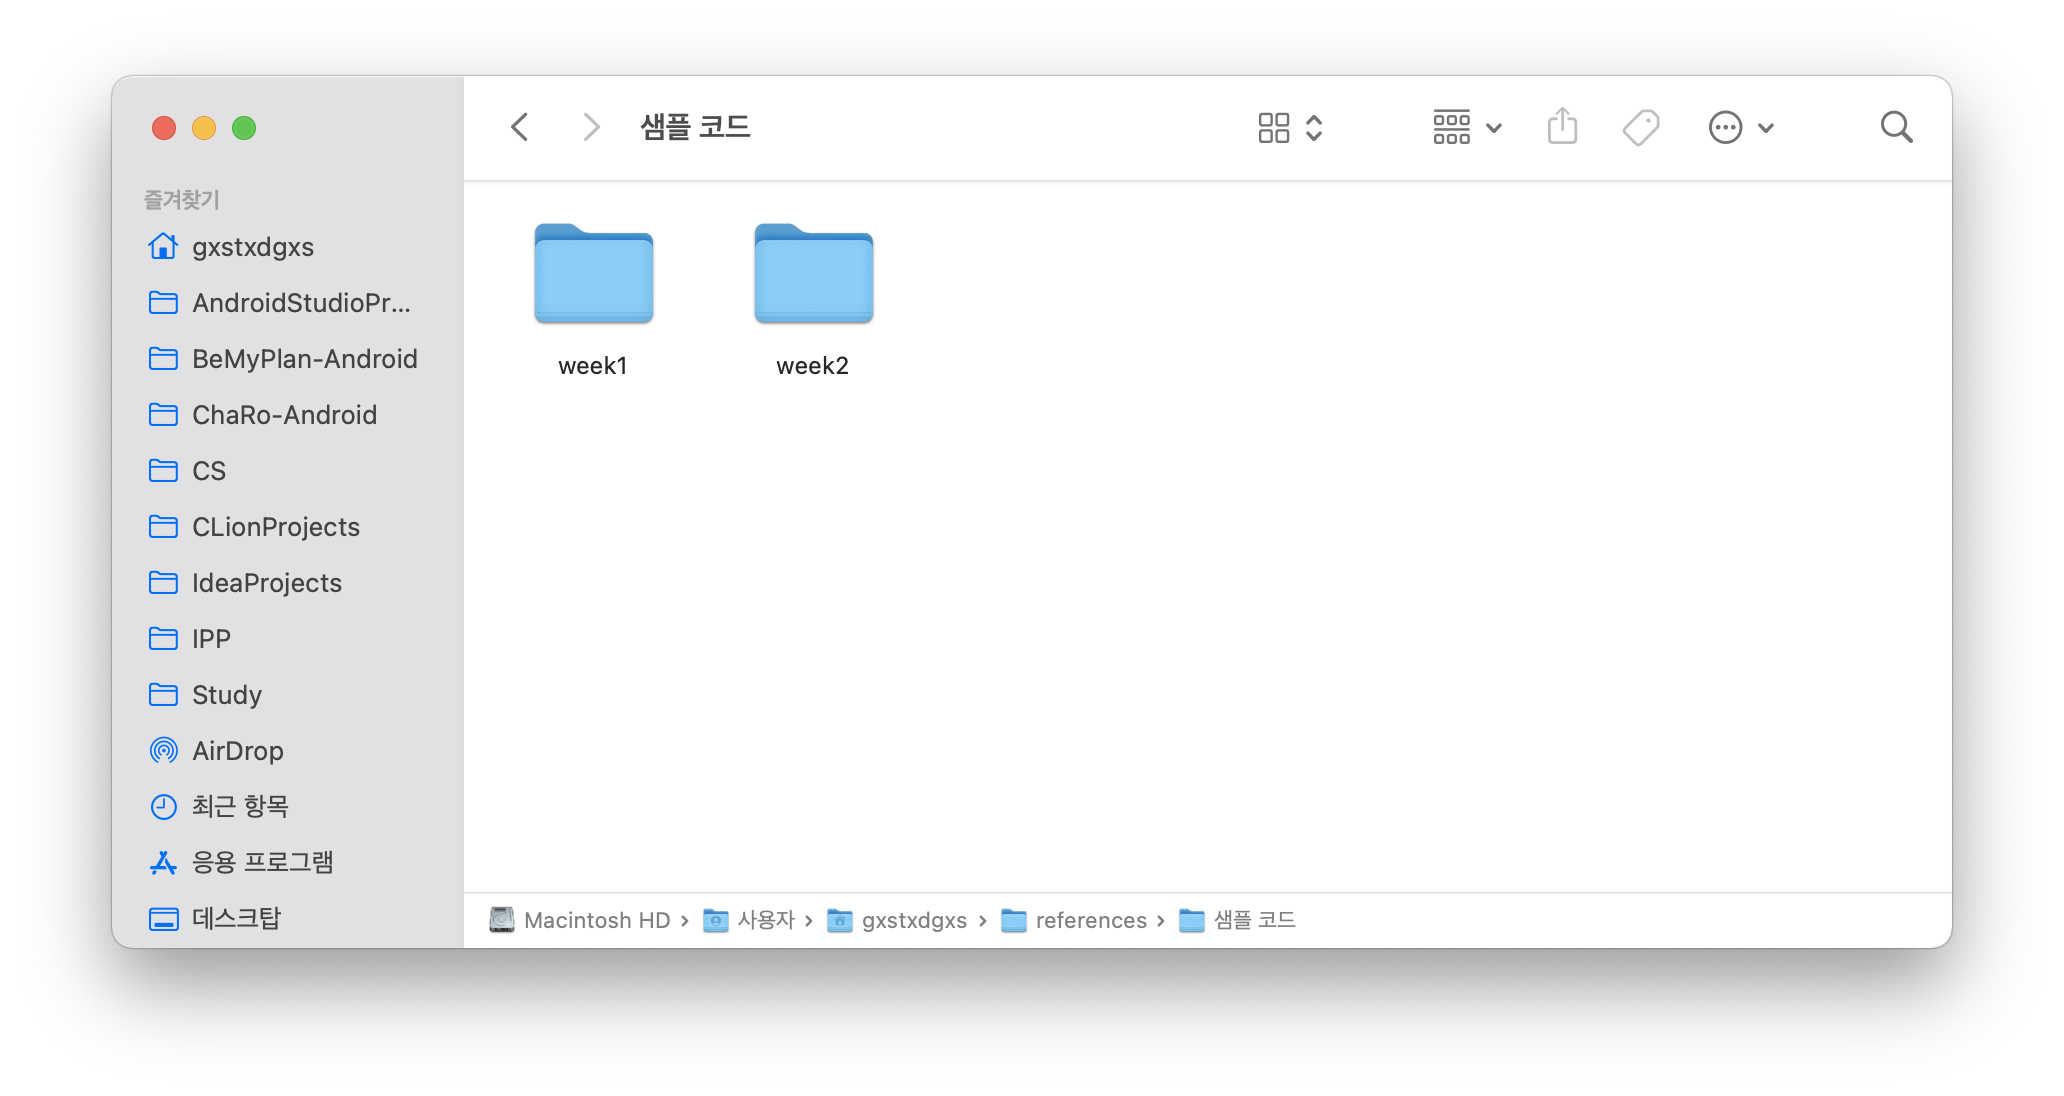 샘플 코드
즐겨찾기
gxstxdgxs
AndroidStudioPr...
BeMyPlan-Android
ChaRo-Android
CS
CLionProjects
IdeaProjects
IPP
Study
AirDrop
최근 항목
응용 프로그램
데스크탑
week1
week2
Macintosh HD › 사용자 › gxstxdgxs › references › 샘플 코드